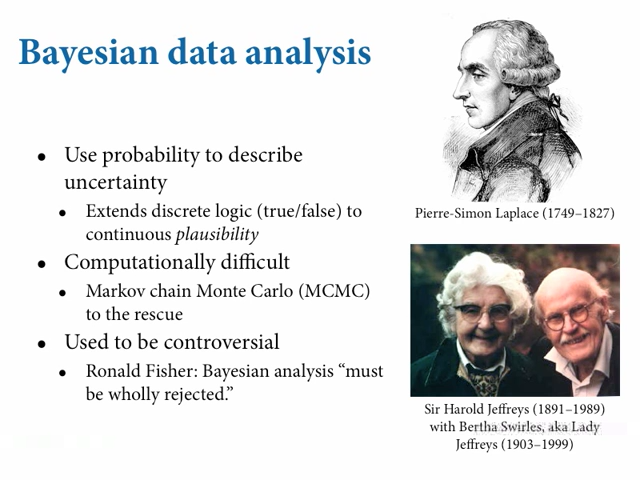 Bayesian data analysis
• Use probability to describe
uncertainty
• Extends discrete logic (true/false) to
continuous plausibility
• Computationally difficult
• Markov chain Monte Carlo (MCMC)
to the rescue
• Used to be controversial
• Ronald Fisher: Bayesian analysis “must
be wholly rejected.”
Pierre-Simon Laplace (1749–1827)
Sir Harold Jeffreys (1891–1989)
with Bertha Swirles, aka Lady
Jeffreys (1903–1999)